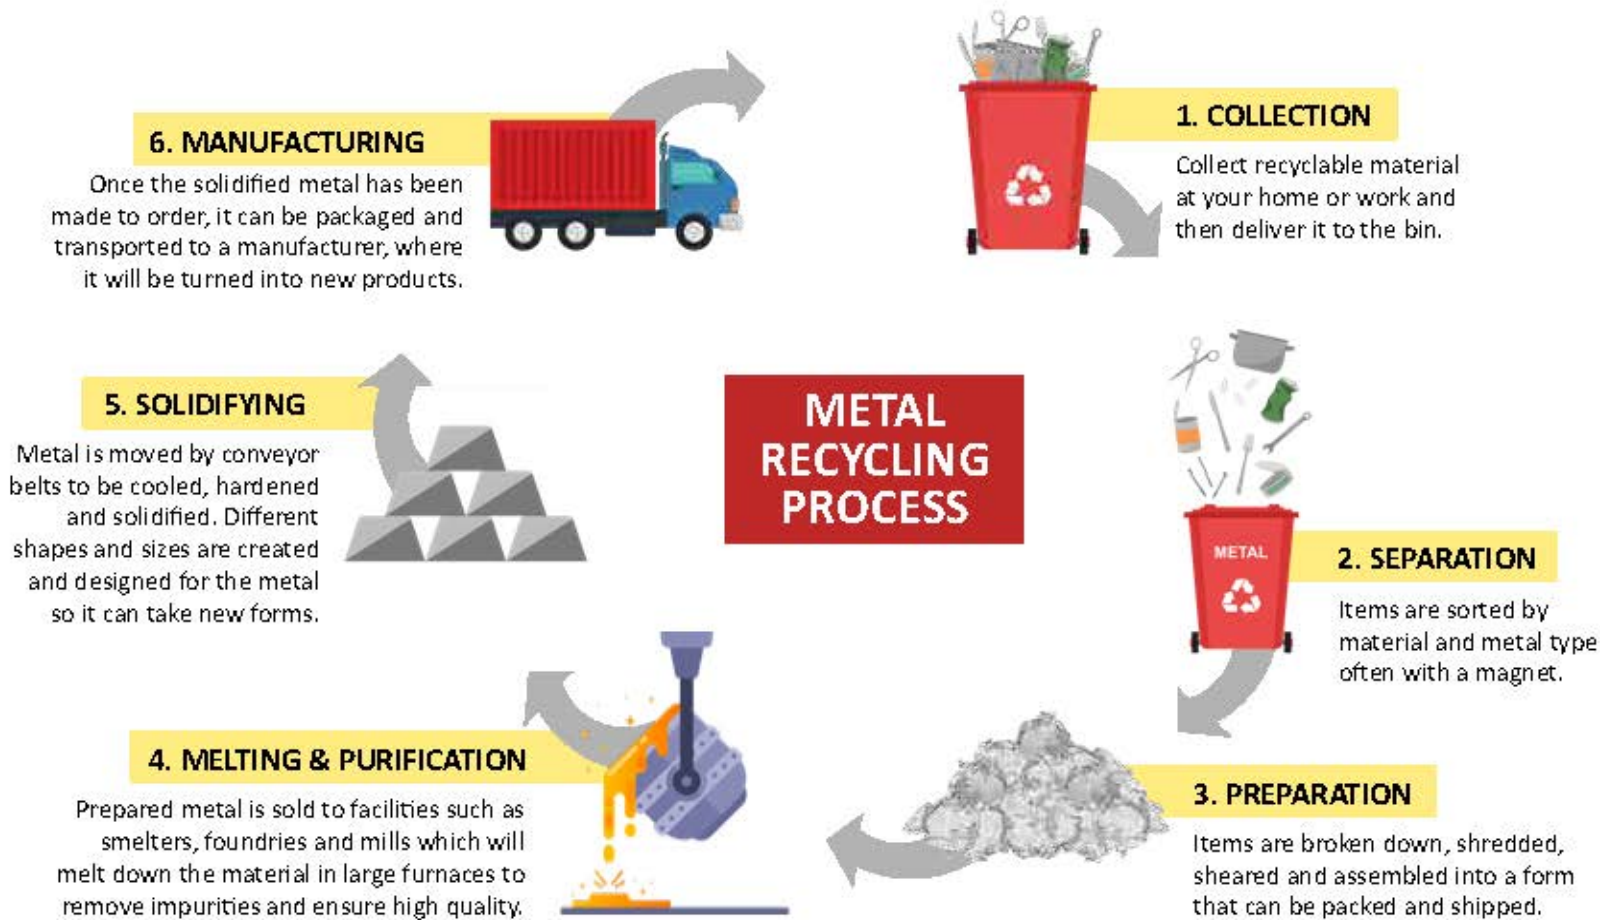 METAL
RECYCLING
PROCESS
1. COLLECTION
Collect recyclable material
at your home or work and
then deliver it to the bin.
METAL
2. SEPARATION
Items are sorted by
material and metal type
often with a magnet.
3. PREPARATION
Items are broken down, shredded,
sheared and assembled into a form
that can be packed and shipped.
4. MELTING & PURIFICATION
Prepared metal is sold to facilities such as
smelters, foundries and mills which will
melt down the material in large furnaces to
remove impurities and ensure high quality.
5. SOLIDIFYING
Metal is moved by conveyor
belts to be cooled, hardened
and solidified. Different
shapes and sizes are created
and designed for the metal
so it can take new forms.
6. MANUFACTURING
Once the solidified metal has been
made to order, it can be packaged and
transported to a manufacturer, where
it will be turned into new products.